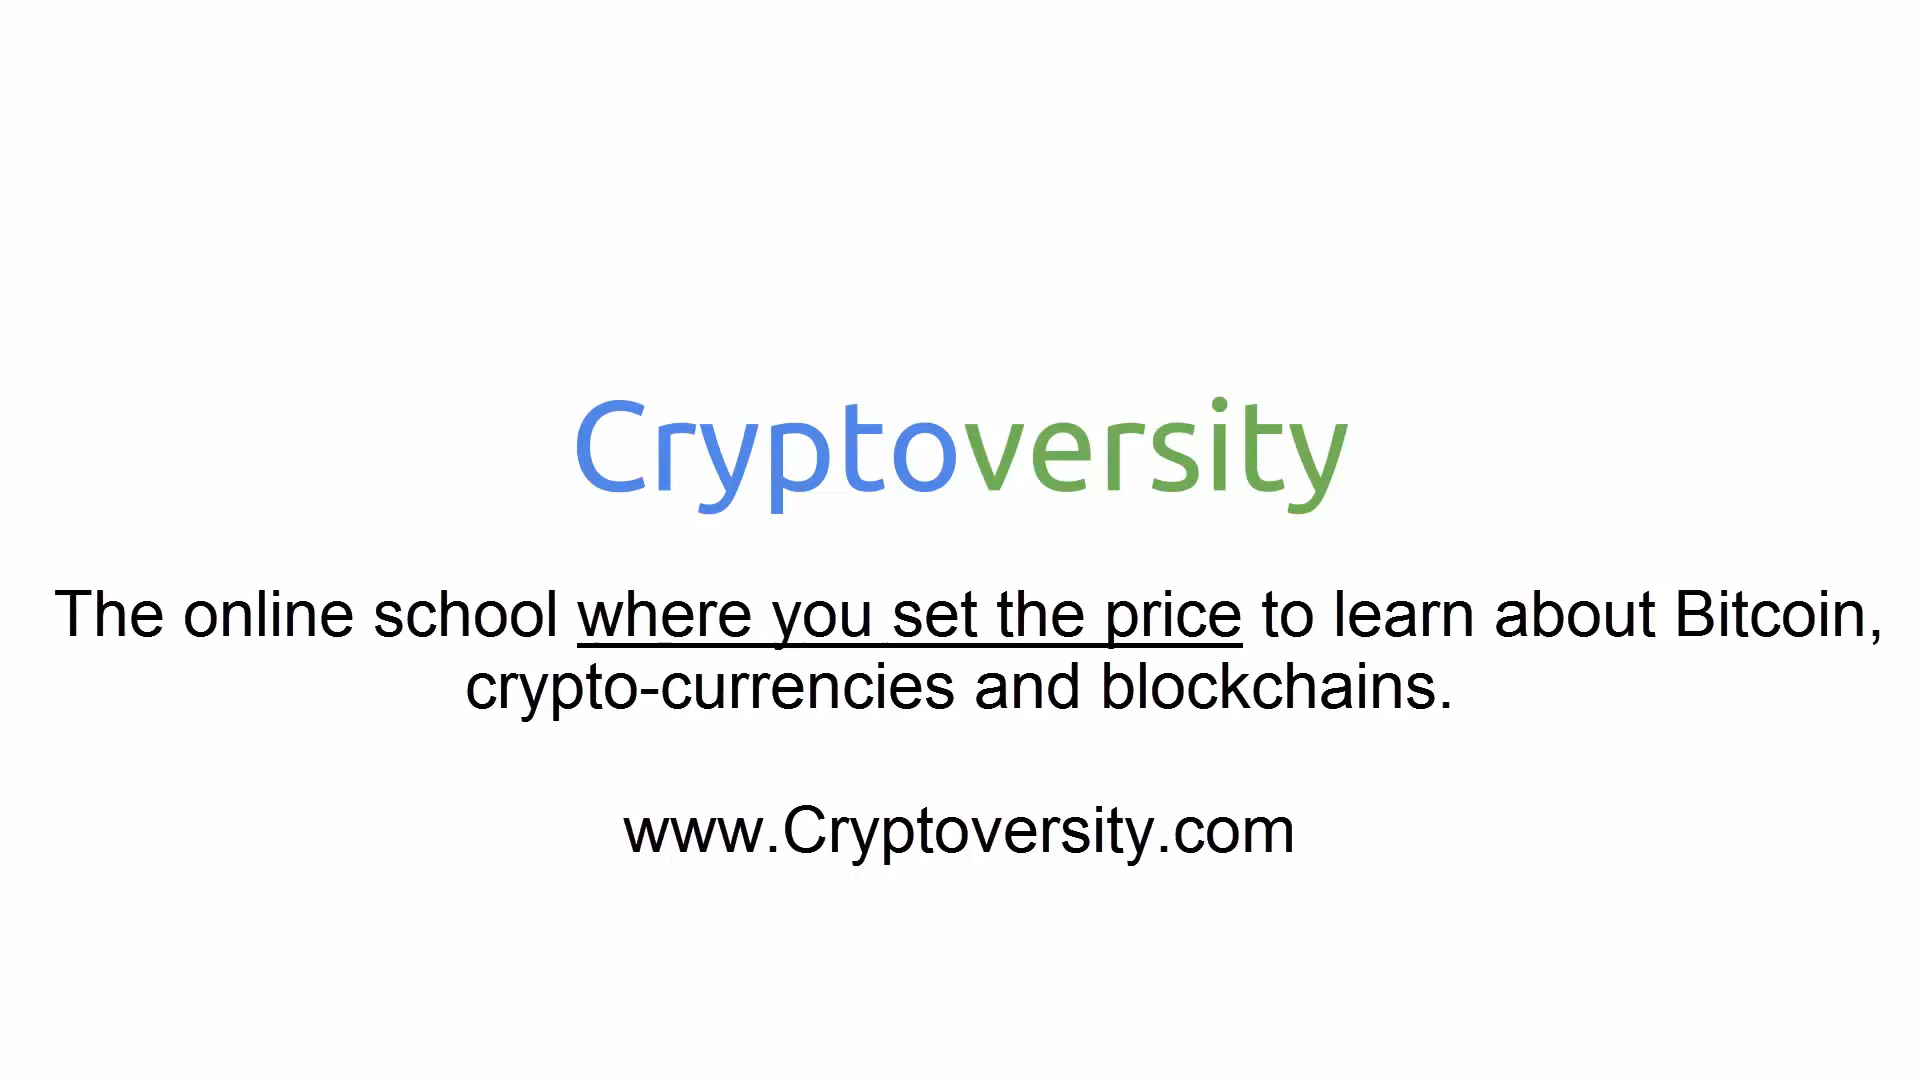 Cryptoversity
The online school where you set the price to learn about Bitcoin,
crypto-currencies and blockchains.
www.Cryptoversity.com